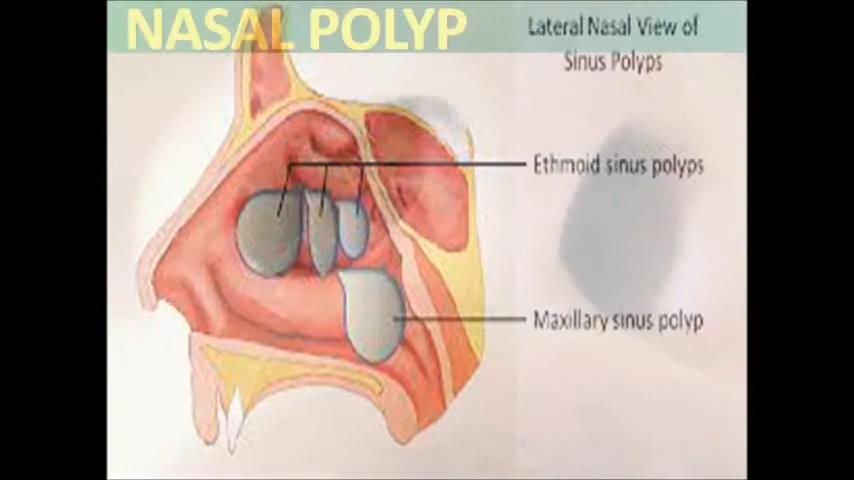 NASAL POLYP
Lateral Nasal View of
Sinus Polyps
Ethmoid sinus polyps
Maxillary sinus polyp